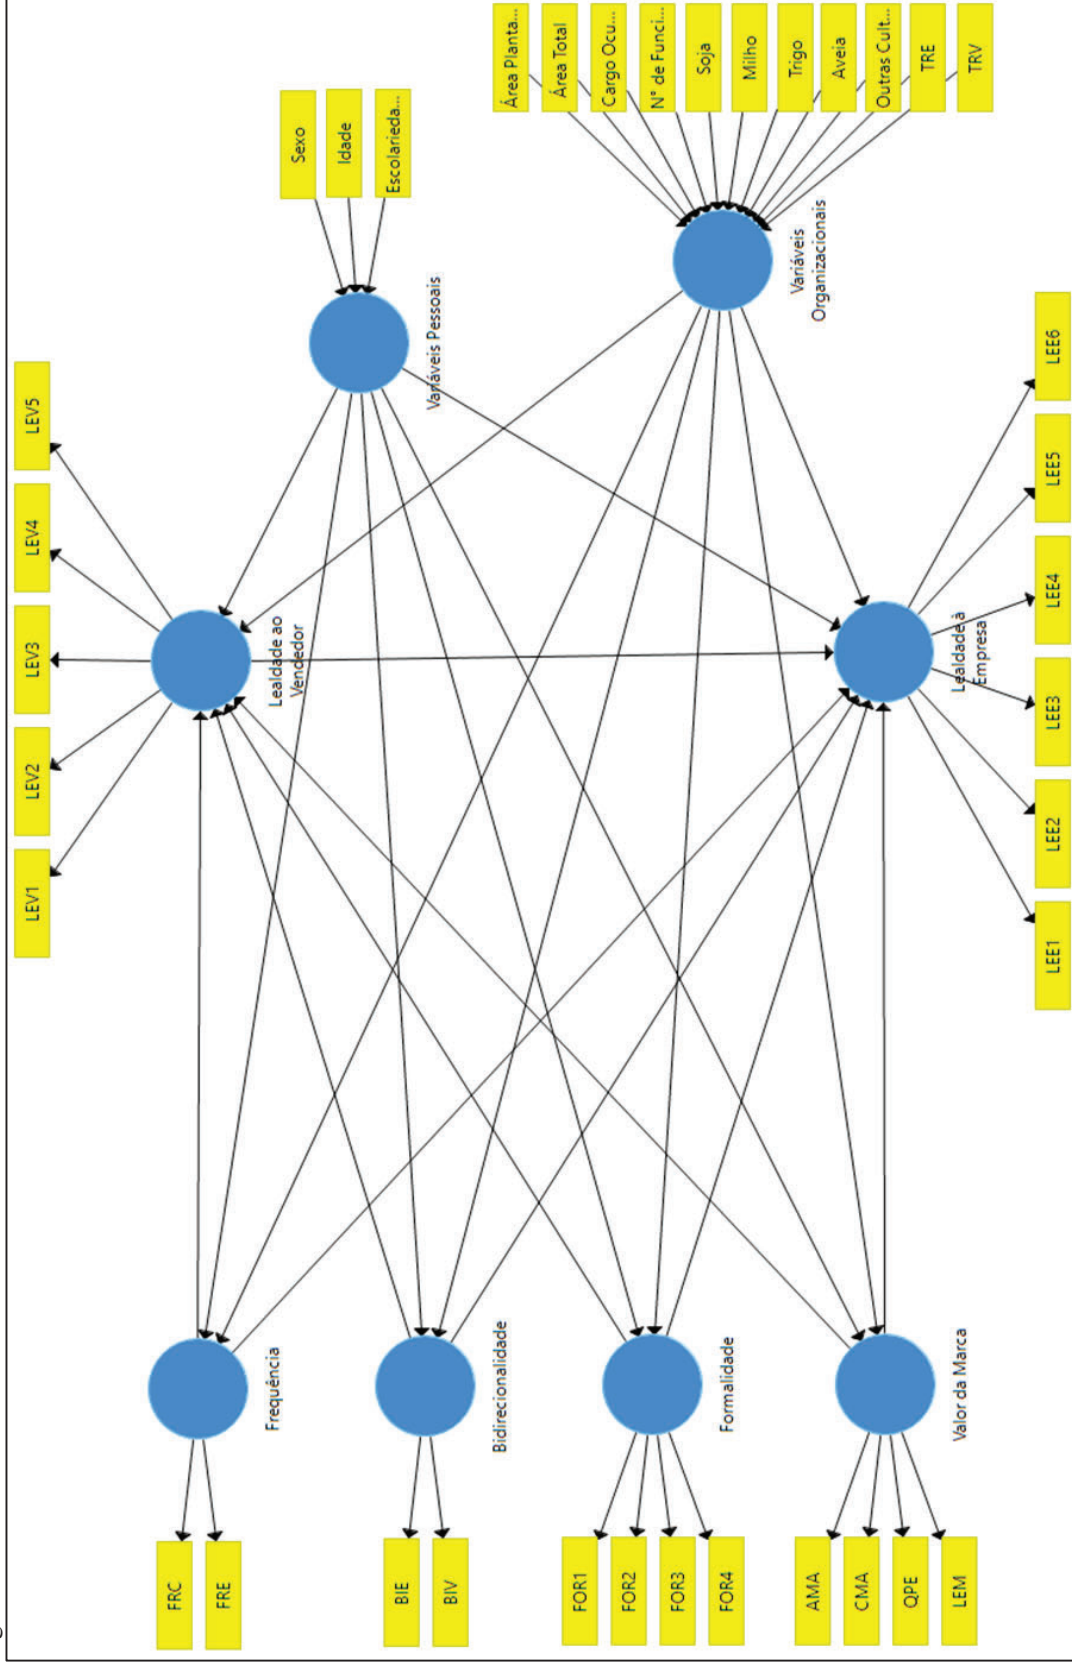 FRC
FRE
Frequência
BIE
BIV
Bidirecionalidade
FOR1
FOR2
FOR3
FOR4
Formalidade
AMA
CMA
QPE
LEM
Valor da Marca
LEV1
LEV2
LEV3
LEV4
LEV5
Lealdade ao
Vendedor
LEE1
LEE2
LEE3
LEE4
LEE5
LEE6
Lealdade à
Empresa
Sexo
Idade
Escolarieda...
Variáveis Pessoais
Área Planta...
Área Total
Cargo Ocu...
N° de Funci...
Soja
Milho
Trigo
Aveia
Outras Cult...
TRE
TRV
Variáveis
Organizacionais